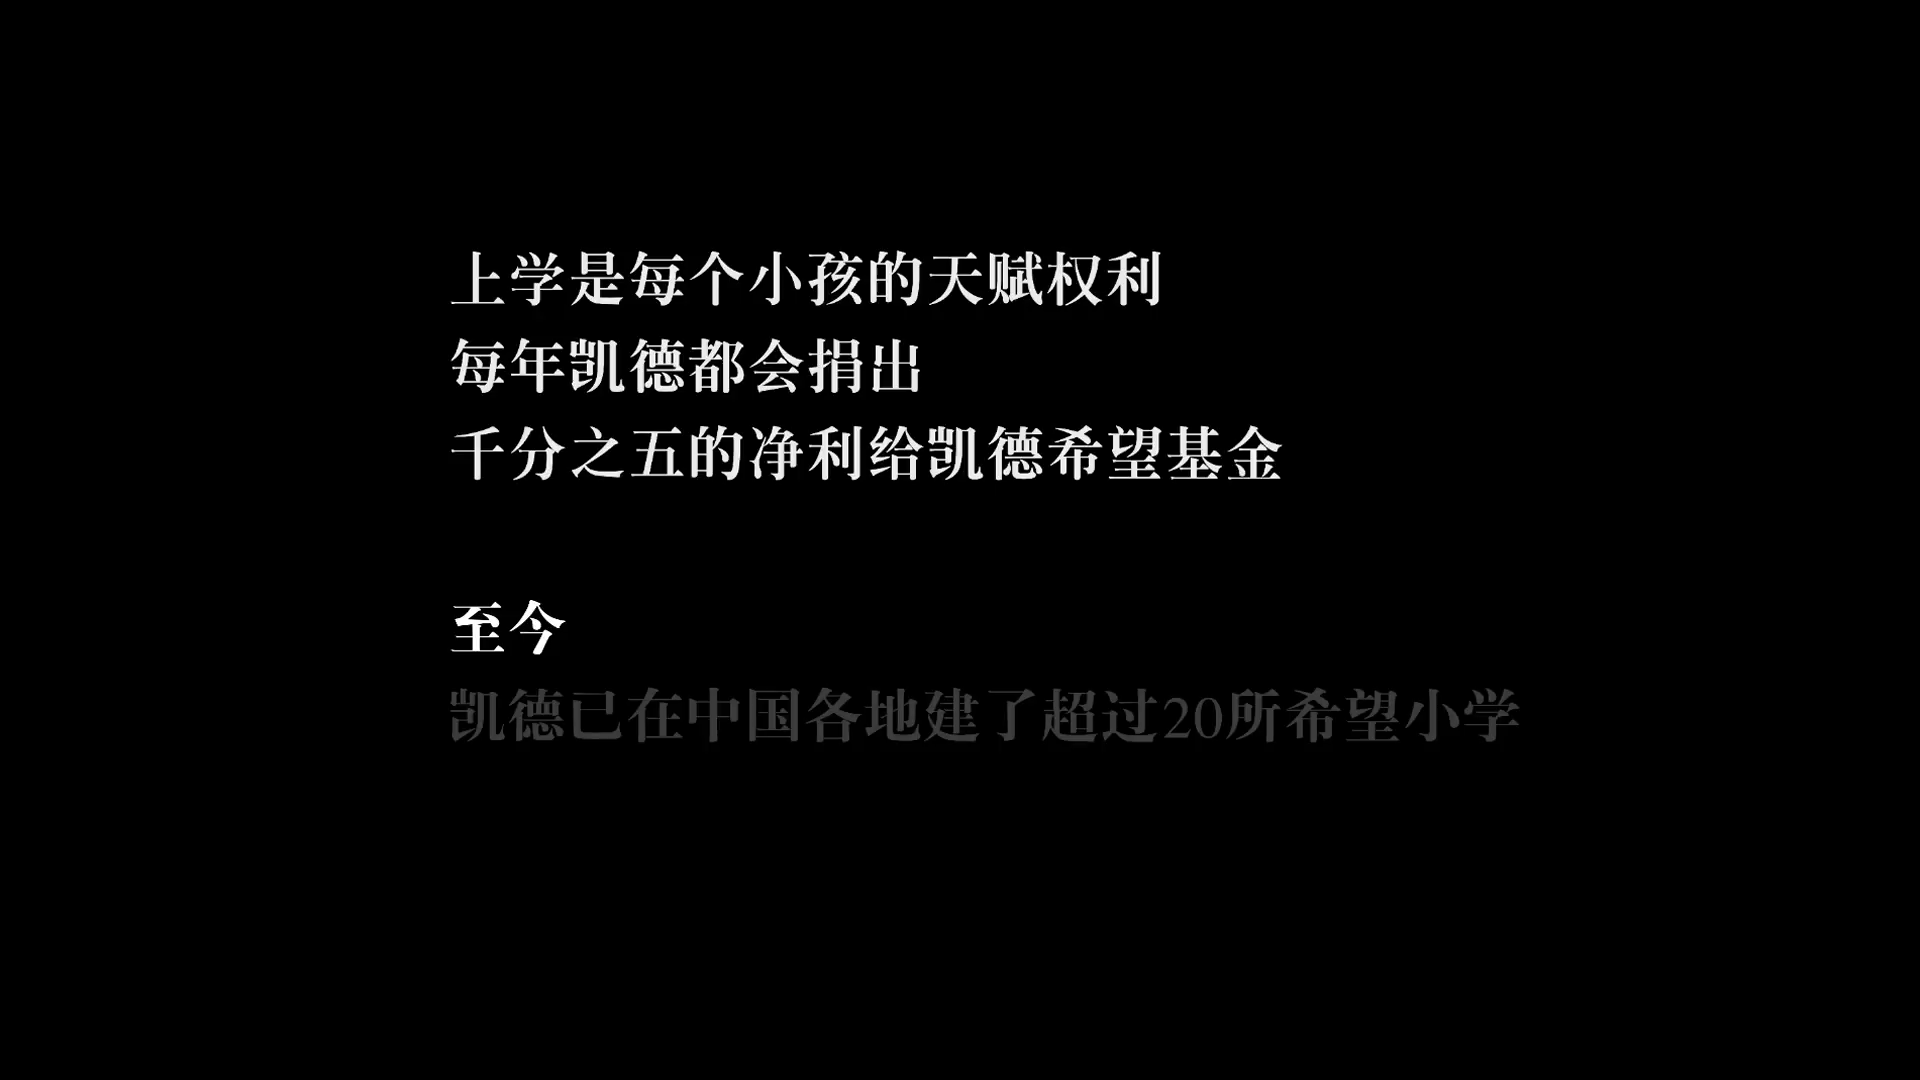 上学是每个小孩的天赋权利
每年凯德都会捐出
千分之五的净利给凯德希望基金
至今
凯德已在中国各地建了超过20所希望小学